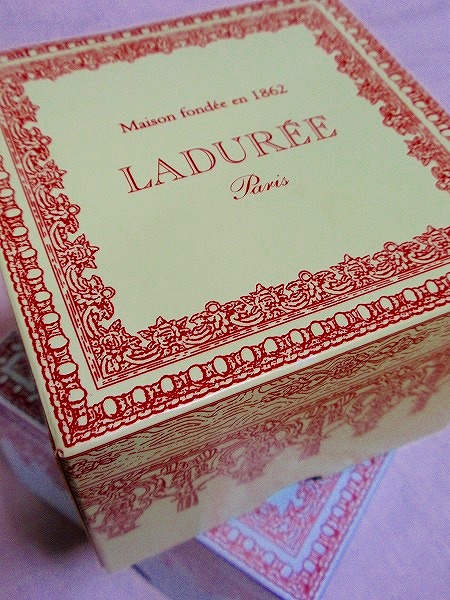 Maison fondée en 1862
LADURÉE
Paris